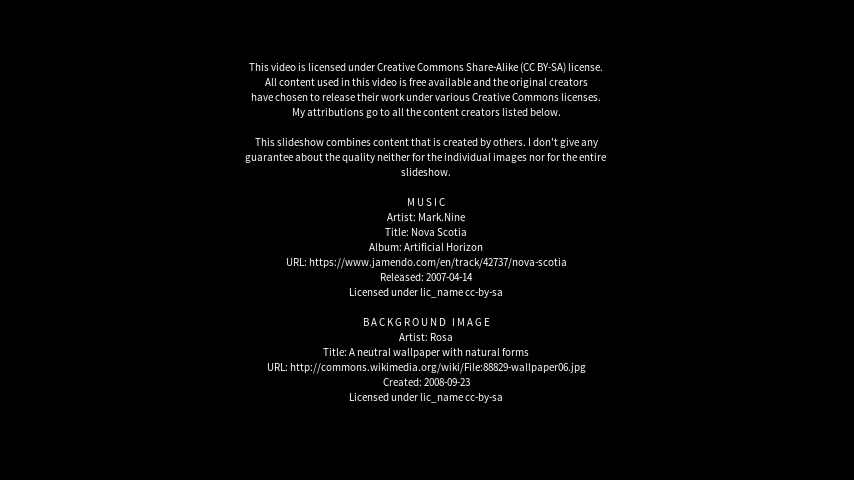 This video is licensed under Creative Commons Share-Alike (CC BY-SA) license.
All content used in this video is free available and the original creators
have chosen to release their work under various Creative Commons licenses.
My attributions go to all the content creators listed below.
This slideshow combines content that is created by others. I don't give any
guarantee about the quality neither for the individual images nor for the entire
slideshow.
MUSIC
Artist: Mark.Nine
Title: Nova Scotia
Album: Artificial Horizon
URL: https://www.jamendo.com/en/track/42737/nova-scotia
Released: 2007-04-14
Licensed under lic_name cc-by-sa
BACKGROUND IMAGE
Artist: Rosa
Title: A neutral wallpaper with natural forms
URL: http://commons.wikimedia.org/wiki/File:88829-wallpaper06.jpg
Created: 2008-09-23
Licensed under lic_name cc-by-sa